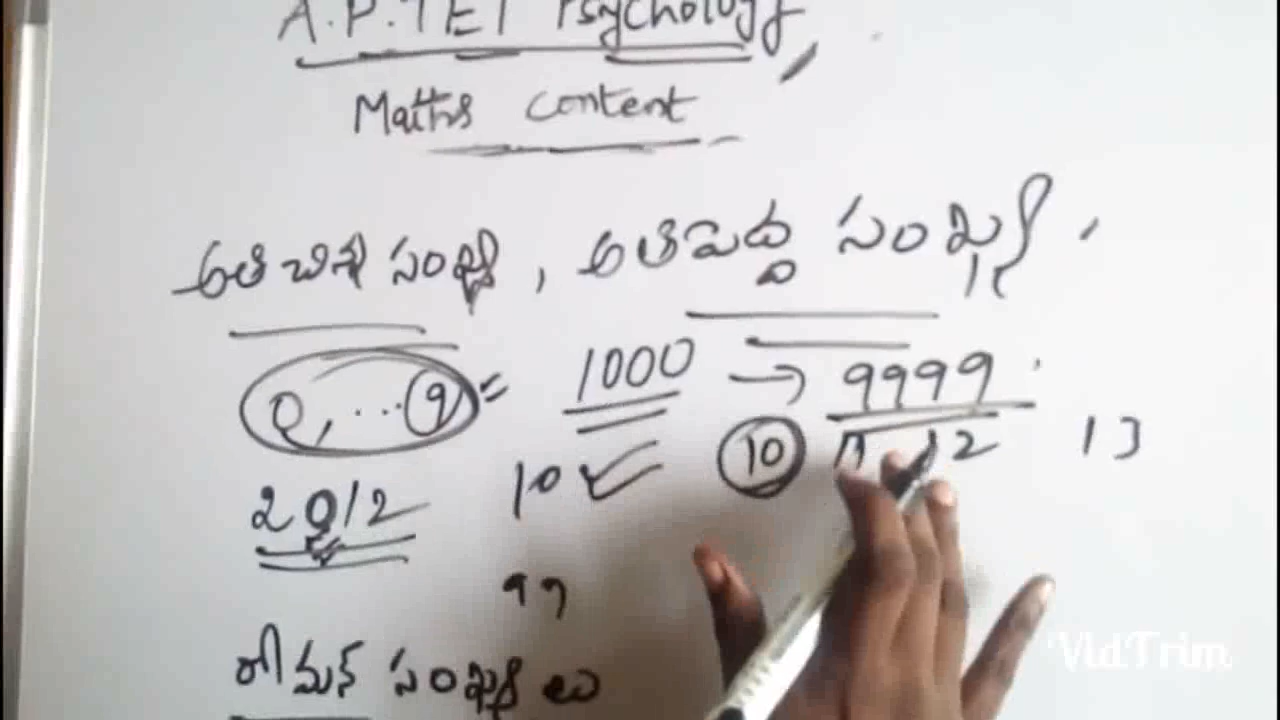 A.P.TET Psychology,
Maths Content
అతి చిన్న సంఖ్య, అతి పెద్ద సంఖ్య,
0, ...9 = 1000 → 9999
10 10 11 12 13
2012
99
రోమన్ సంఖ్యలు
VidTrim